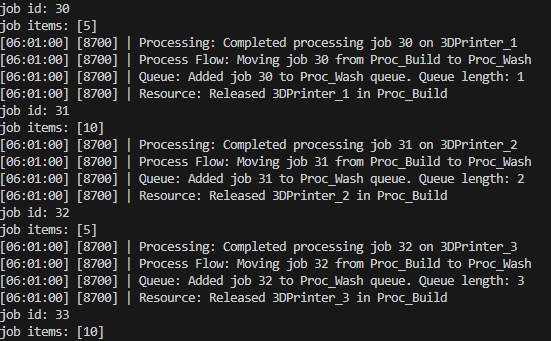 job id: 30
job items: [5]
[06:01:00] [8700] | Processing: Completed processing job 30 on 3DPrinter_1
[06:01:00] [8700] | Process Flow: Moving job 30 from Proc_Build to Proc_Wash
[06:01:00] [8700] | Queue: Added job 30 to Proc_Wash queue. Queue length: 1
[06:01:00] [8700] | Resource: Released 3DPrinter_1 in Proc_Build
job id: 31
job items: [10]
[06:01:00] [8700] | Processing: Completed processing job 31 on 3DPrinter_2
[06:01:00] [8700] | Process Flow: Moving job 31 from Proc_Build to Proc_Wash
[06:01:00] [8700] | Queue: Added job 31 to Proc_Wash queue. Queue length: 2
[06:01:00] [8700] | Resource: Released 3DPrinter_2 in Proc_Build
job id: 32
job items: [5]
[06:01:00] [8700] | Processing: Completed processing job 32 on 3DPrinter_3
[06:01:00] [8700] | Process Flow: Moving job 32 from Proc_Build to Proc_Wash
[06:01:00] [8700] | Queue: Added job 32 to Proc_Wash queue. Queue length: 3
[06:01:00] [8700] | Resource: Released 3DPrinter_3 in Proc_Build
job id: 33
job items: [10]